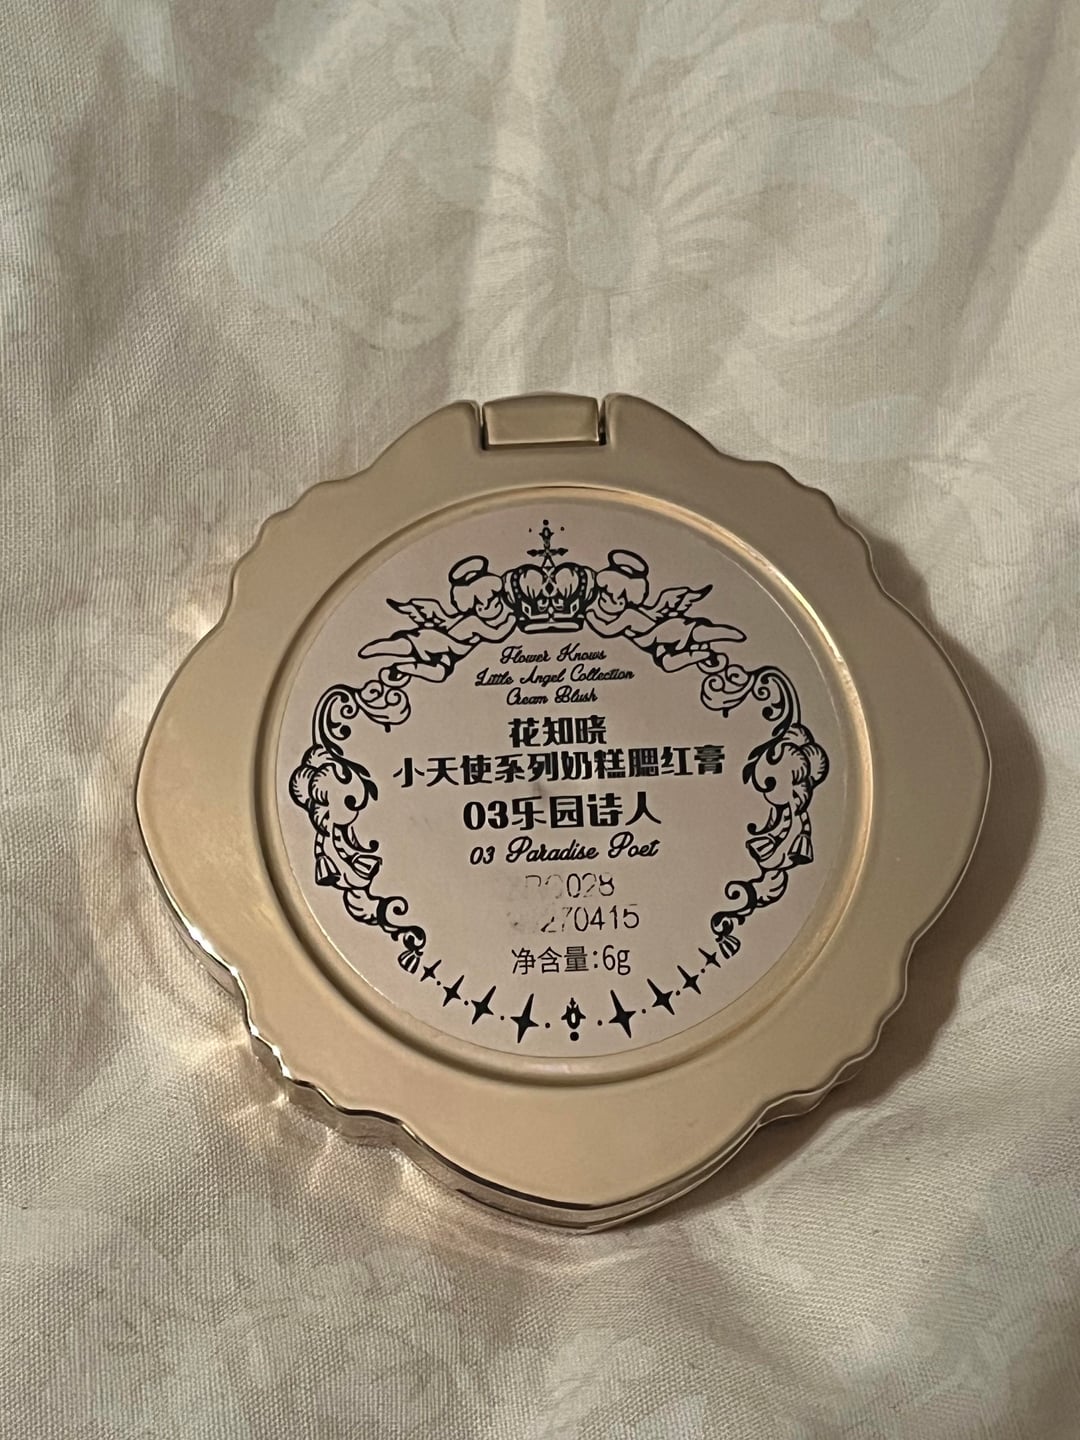 Flower Knows
Little Angel Collection
Cream Blush
花知晓
小天使系列奶糕腮红膏
03乐园诗人
03 Paradise Poet
净含量:6g